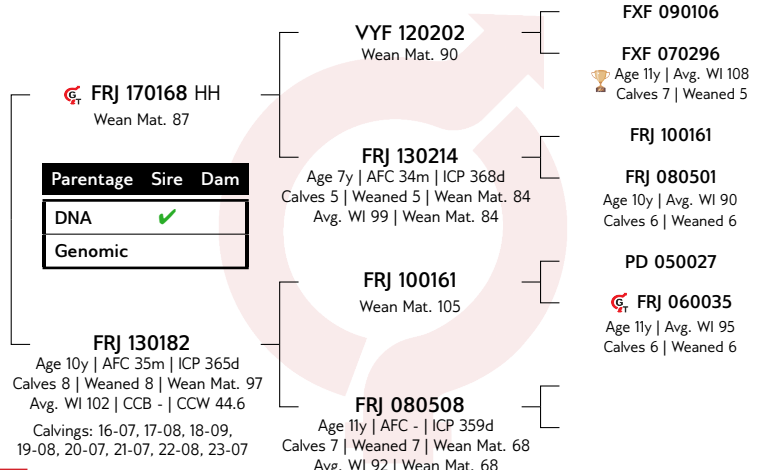 FRJ 170168 HH
Wean Mat. 87
Parentage Sire Dam
DNA ✔
Genomic
FRJ 130182
Age 10y | AFC 35m | ICP 365d
Calves 8 | Weaned 8 | Wean Mat. 97
Avg. WI 102 | CCB - | CCW 44.6
Calvings: 16-07, 17-08, 18-09,
19-08, 20-07, 21-07, 22-08, 23-07
VYF 120202
Wean Mat. 90
FRJ 130214
Age 7y | AFC 34m | ICP 368d
Calves 5 | Weaned 5 | Wean Mat. 84
Avg. WI 99 | Wean Mat. 84
FRJ 100161
Wean Mat. 105
FRJ 080508
Age 11y | AFC - | ICP 359d
Calves 7 | Weaned 7 | Wean Mat. 68
Avg. WI 92 | Wean Mat. 68
FXF 090106
FXF 070296
Age 11y | Avg. WI 108
Calves 7 | Weaned 5
FRJ 100161
FRJ 080501
Age 10y | Avg. WI 90
Calves 6 | Weaned 6
PD 050027
GT FRJ 060035
Age 11y | Avg. WI 95
Calves 6 | Weaned 6